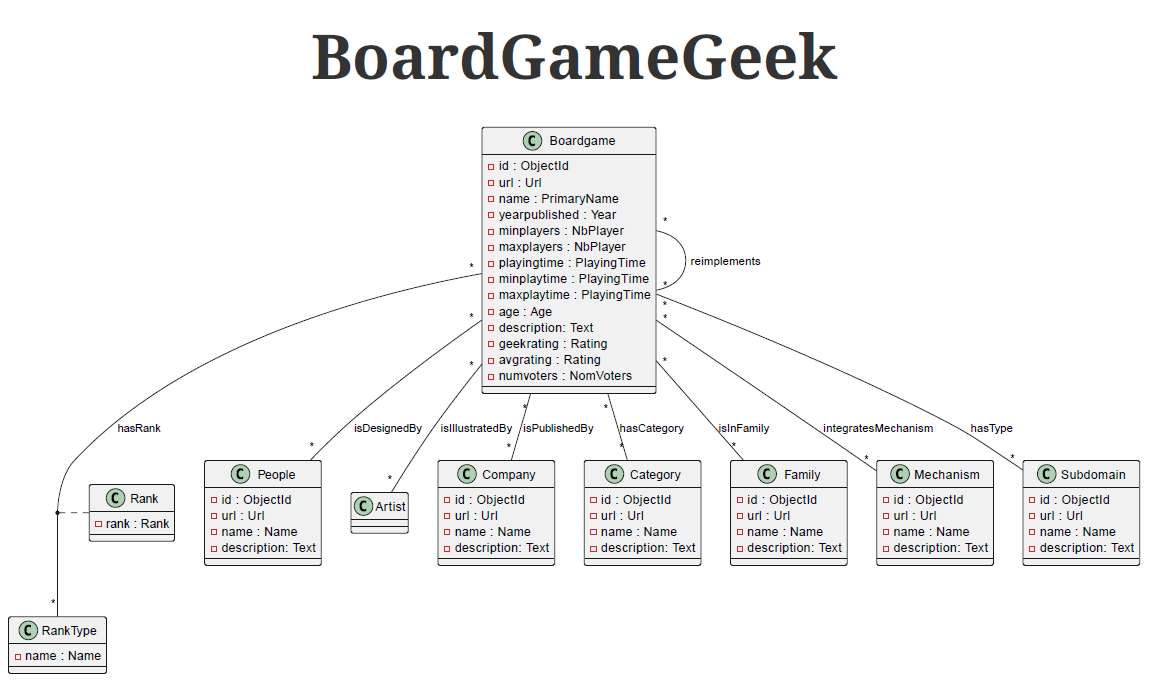 BoardGameGeek
C Boardgame
id : ObjectId
url : Url
name : PrimaryName
yearpublished : Year
minplayers : NbPlayer
maxplayers : NbPlayer
playingtime : PlayingTime
minplaytime : PlayingTime
maxplaytime : PlayingTime
age : Age
description: Text
geekrating : Rating
avgrating : Rating
numvoters : NomVoters
*
reimplements
*
*
*
*
*
*
*
*
*
*
hasRank
isDesignedBy
isIllustratedBy
isPublishedBy
hasCategory
isInFamily
integratesMechanism
hasType
*
*
*
*
*
*
*
C People
id : ObjectId
url : Url
name : Name
description: Text
C Artist
C Company
id : ObjectId
url : Url
name : Name
description: Text
C Category
id : ObjectId
url : Url
name : Name
description: Text
C Family
id : ObjectId
url : Url
name : Name
description: Text
C Mechanism
id : ObjectId
url : Url
name : Name
description: Text
C Subdomain
id : ObjectId
url : Url
name : Name
description: Text
C Rank
rank : Rank
*
C RankType
name : Name